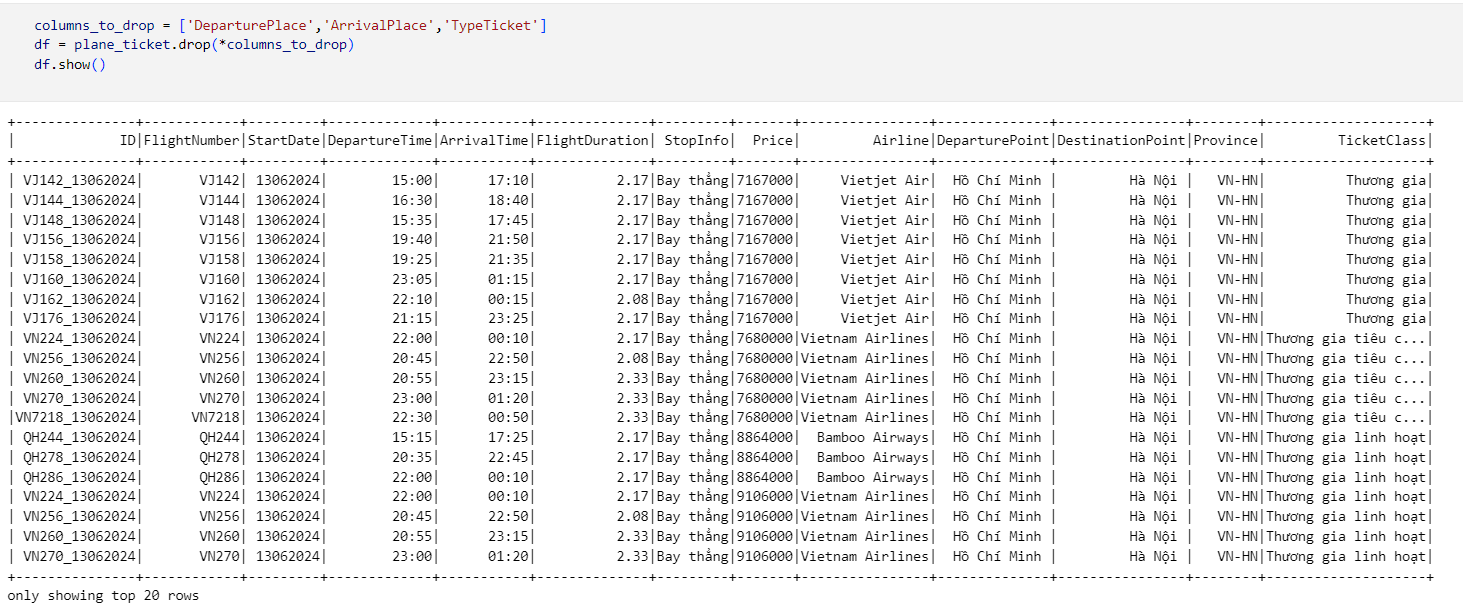 columns_to_drop = ['DeparturePlace','ArrivalPlace','TypeTicket']
df = plane_ticket.drop(*columns_to_drop)
df.show()
+---------------+------------+---------+-------------+-----------+--------------+---------+-------+----------------+--------------+----------------+--------+--------------------+
|             ID|FlightNumber|StartDate|DepartureTime|ArrivalTime|FlightDuration| StopInfo|  Price|         Airline|DeparturePoint|DestinationPoint|Province|         TicketClass|
+---------------+------------+---------+-------------+-----------+--------------+---------+-------+----------------+--------------+----------------+--------+--------------------+
| VJ142_13062024|       VJ142| 13062024|        15:00|      17:10|          2.17|Bay thẳng|7167000|     Vietjet Air|  Hồ Chí Minh |         Hà Nội |   VN-HN|          Thương gia|
| VJ144_13062024|       VJ144| 13062024|        16:30|      18:40|          2.17|Bay thẳng|7167000|     Vietjet Air|  Hồ Chí Minh |         Hà Nội |   VN-HN|          Thương gia|
| VJ148_13062024|       VJ148| 13062024|        15:35|      17:45|          2.17|Bay thẳng|7167000|     Vietjet Air|  Hồ Chí Minh |         Hà Nội |   VN-HN|          Thương gia|
| VJ156_13062024|       VJ156| 13062024|        19:40|      21:50|          2.17|Bay thẳng|7167000|     Vietjet Air|  Hồ Chí Minh |         Hà Nội |   VN-HN|          Thương gia|
| VJ158_13062024|       VJ158| 13062024|        19:25|      21:35|          2.17|Bay thẳng|7167000|     Vietjet Air|  Hồ Chí Minh |         Hà Nội |   VN-HN|          Thương gia|
| VJ160_13062024|       VJ160| 13062024|        23:05|      01:15|          2.17|Bay thẳng|7167000|     Vietjet Air|  Hồ Chí Minh |         Hà Nội |   VN-HN|          Thương gia|
| VJ162_13062024|       VJ162| 13062024|        22:10|      00:15|          2.08|Bay thẳng|7167000|     Vietjet Air|  Hồ Chí Minh |         Hà Nội |   VN-HN|          Thương gia|
| VJ176_13062024|       VJ176| 13062024|        21:15|      23:25|          2.17|Bay thẳng|7167000|     Vietjet Air|  Hồ Chí Minh |         Hà Nội |   VN-HN|          Thương gia|
| VN224_13062024|       VN224| 13062024|        22:00|      00:10|          2.17|Bay thẳng|7680000|Vietnam Airlines|  Hồ Chí Minh |         Hà Nội |   VN-HN|Thương gia tiêu c...|
| VN256_13062024|       VN256| 13062024|        20:45|      22:50|          2.08|Bay thẳng|7680000|Vietnam Airlines|  Hồ Chí Minh |         Hà Nội |   VN-HN|Thương gia tiêu c...|
| VN260_13062024|       VN260| 13062024|        20:55|      23:15|          2.33|Bay thẳng|7680000|Vietnam Airlines|  Hồ Chí Minh |         Hà Nội |   VN-HN|Thương gia tiêu c...|
| VN270_13062024|       VN270| 13062024|        23:00|      01:20|          2.33|Bay thẳng|7680000|Vietnam Airlines|  Hồ Chí Minh |         Hà Nội |   VN-HN|Thương gia tiêu c...|
|VN7218_13062024|      VN7218| 13062024|        22:30|      00:50|          2.33|Bay thẳng|7680000|Vietnam Airlines|  Hồ Chí Minh |         Hà Nội |   VN-HN|Thương gia tiêu c...|
| QH244_13062024|       QH244| 13062024|        15:15|      17:25|          2.17|Bay thẳng|8864000|  Bamboo Airways|  Hồ Chí Minh |         Hà Nội |   VN-HN|Thương gia linh hoạt|
| QH278_13062024|       QH278| 13062024|        20:35|      22:45|          2.17|Bay thẳng|8864000|  Bamboo Airways|  Hồ Chí Minh |         Hà Nội |   VN-HN|Thương gia linh hoạt|
| QH286_13062024|       QH286| 13062024|        22:00|      00:10|          2.17|Bay thẳng|8864000|  Bamboo Airways|  Hồ Chí Minh |         Hà Nội |   VN-HN|Thương gia linh hoạt|
| VN224_13062024|       VN224| 13062024|        22:00|      00:10|          2.17|Bay thẳng|9106000|Vietnam Airlines|  Hồ Chí Minh |         Hà Nội |   VN-HN|Thương gia linh hoạt|
| VN256_13062024|       VN256| 13062024|        20:45|      22:50|          2.08|Bay thẳng|9106000|Vietnam Airlines|  Hồ Chí Minh |         Hà Nội |   VN-HN|Thương gia linh hoạt|
| VN260_13062024|       VN260| 13062024|        20:55|      23:15|          2.33|Bay thẳng|9106000|Vietnam Airlines|  Hồ Chí Minh |         Hà Nội |   VN-HN|Thương gia linh hoạt|
| VN270_13062024|       VN270| 13062024|        23:00|      01:20|          2.33|Bay thẳng|9106000|Vietnam Airlines|  Hồ Chí Minh |         Hà Nội |   VN-HN|Thương gia linh hoạt|
+---------------+------------+---------+-------------+-----------+--------------+---------+-------+----------------+--------------+----------------+--------+--------------------+
only showing top 20 rows